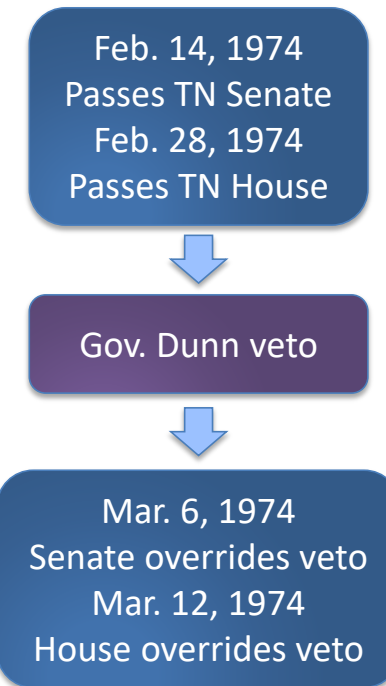 Feb. 14, 1974
Passes TN Senate
Feb. 28, 1974
Passes TN House
Gov. Dunn veto
Mar. 6, 1974
Senate overrides veto
Mar. 12, 1974
House overrides veto